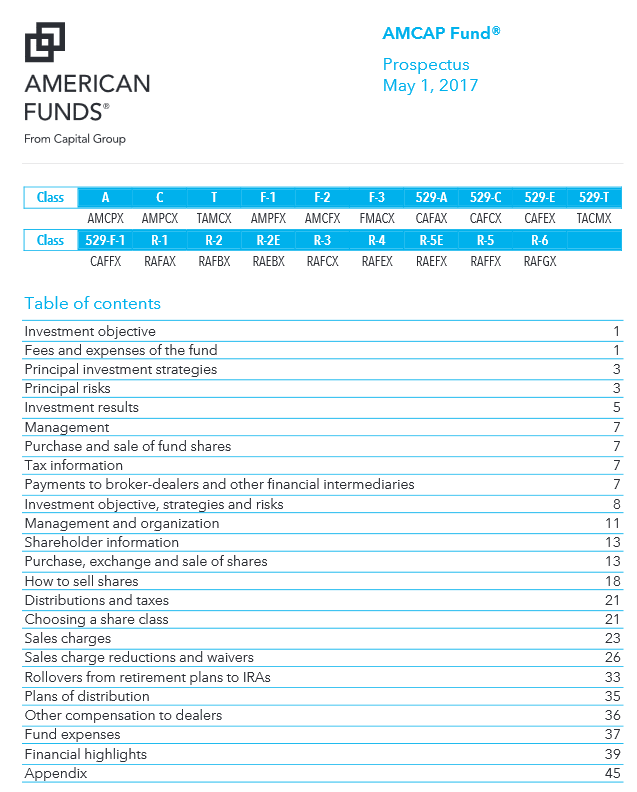 AMERICAN
FUNDS®
From Capital Group
AMCAP Fund®
Prospectus
May 1, 2017
Class A C T F-1 F-2 F-3 529-A 529-C 529-E 529-T
AMCPX AMPCX TAMCX AMPFX AMCFX FMACX CAFAX CAFCX CAFEX TACMX
Class 529-F-1 R-1 R-2 R-2E R-3 R-4 R-5E R-5 R-6
CAFFX RAFAX RAFBX RAEBX RAFCX RAFEX RAEFX RAFFX RAFGX
Table of contents
Investment objective 1
Fees and expenses of the fund 1
Principal investment strategies 3
Principal risks 3
Investment results 5
Management 7
Purchase and sale of fund shares 7
Tax information 7
Payments to broker-dealers and other financial intermediaries 7
Investment objective, strategies and risks 8
Management and organization 11
Shareholder information 13
Purchase, exchange and sale of shares 13
How to sell shares 18
Distributions and taxes 21
Choosing a share class 21
Sales charges 23
Sales charge reductions and waivers 26
Rollovers from retirement plans to IRAs 33
Plans of distribution 35
Other compensation to dealers 36
Fund expenses 37
Financial highlights 39
Appendix 45